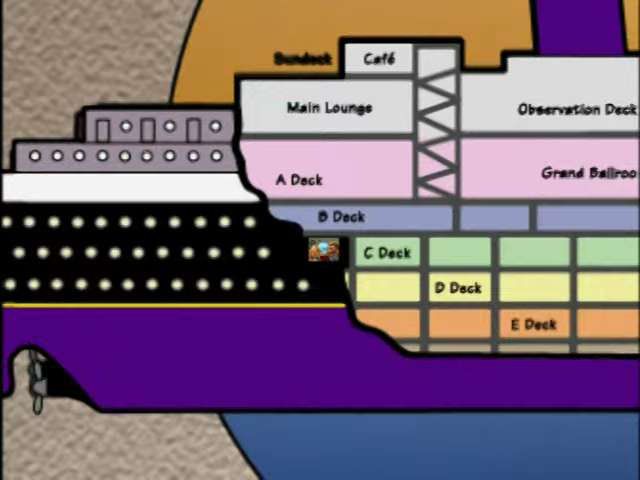 Sundeck
Café
Main Lounge
Observation Deck
A Deck
Grand Ballroo
B Deck
C Deck
D Deck
E Deck